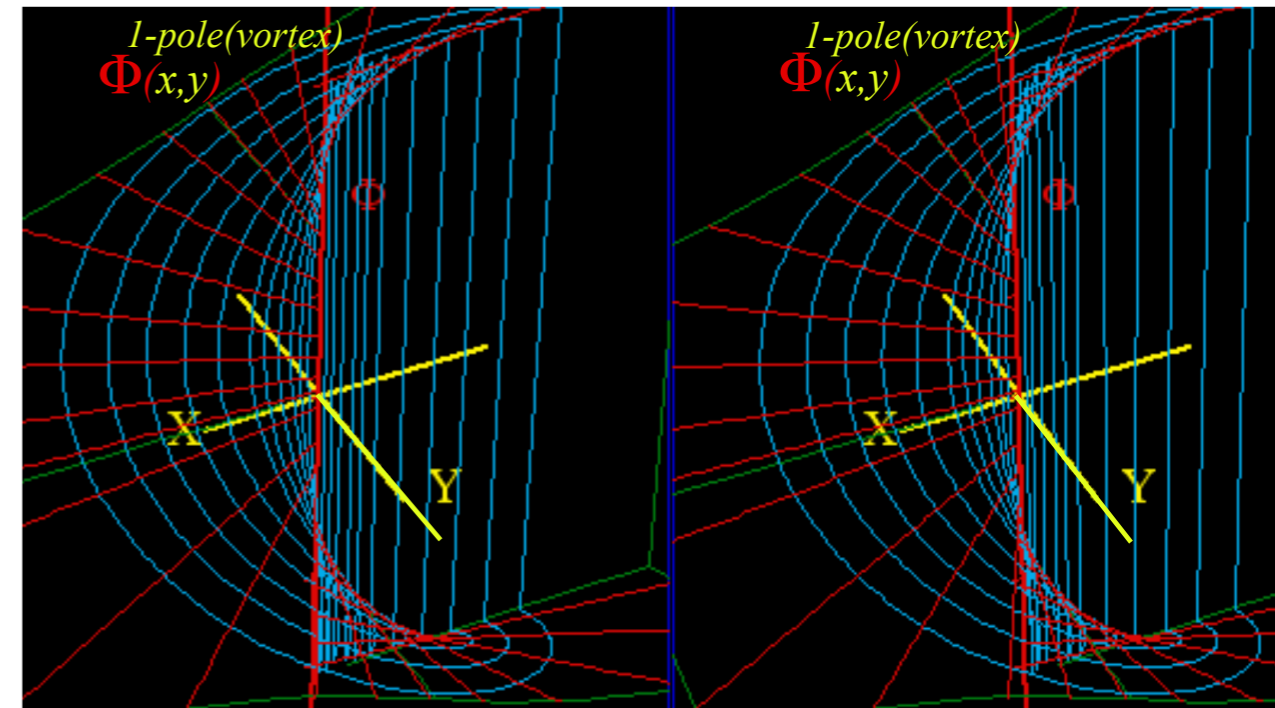 1-pole(vortex)
Φ(x,y)
Φ
X
Y
1-pole(vortex)
Φ(x,y)
Φ
X
Y